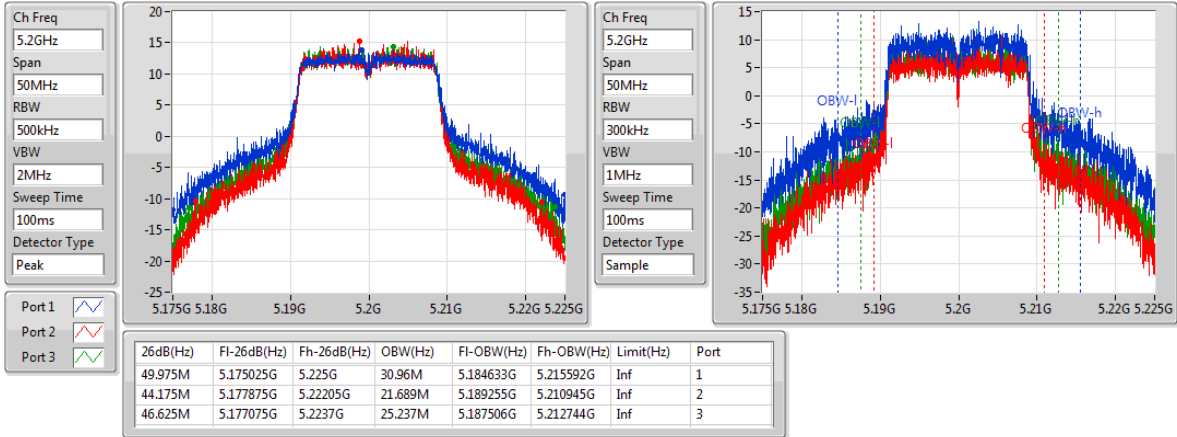 Ch Freq
5.2GHz
Span
50MHz
RBW
500kHz
VBW
2MHz
Sweep Time
100ms
Detector Type
Peak
Port 1
Port 2
Port 3
20
15
10
5
0
-5
-10
-15
-20
-25
5.175G 5.18G 5.19G 5.2G 5.21G 5.22G 5.225G
Ch Freq
5.2GHz
Span
50MHz
RBW
300kHz
VBW
1MHz
Sweep Time
100ms
Detector Type
Sample
15
10
5
0
-5
-10
-15
-20
-25
-30
-35
OBW-l
OBW-h
5.175G 5.18G 5.19G 5.2G 5.21G 5.22G 5.225G
26dB(Hz) Fl-26dB(Hz) Fh-26dB(Hz) OBW(Hz) Fl-OBW(Hz) Fh-OBW(Hz) Limit(Hz) Port
49.975M 5.175025G 5.225G 30.96M 5.184633G 5.215592G Inf 1
44.175M 5.177875G 5.22205G 21.689M 5.189255G 5.210945G Inf 2
46.625M 5.177075G 5.2237G 25.237M 5.187506G 5.212744G Inf 3